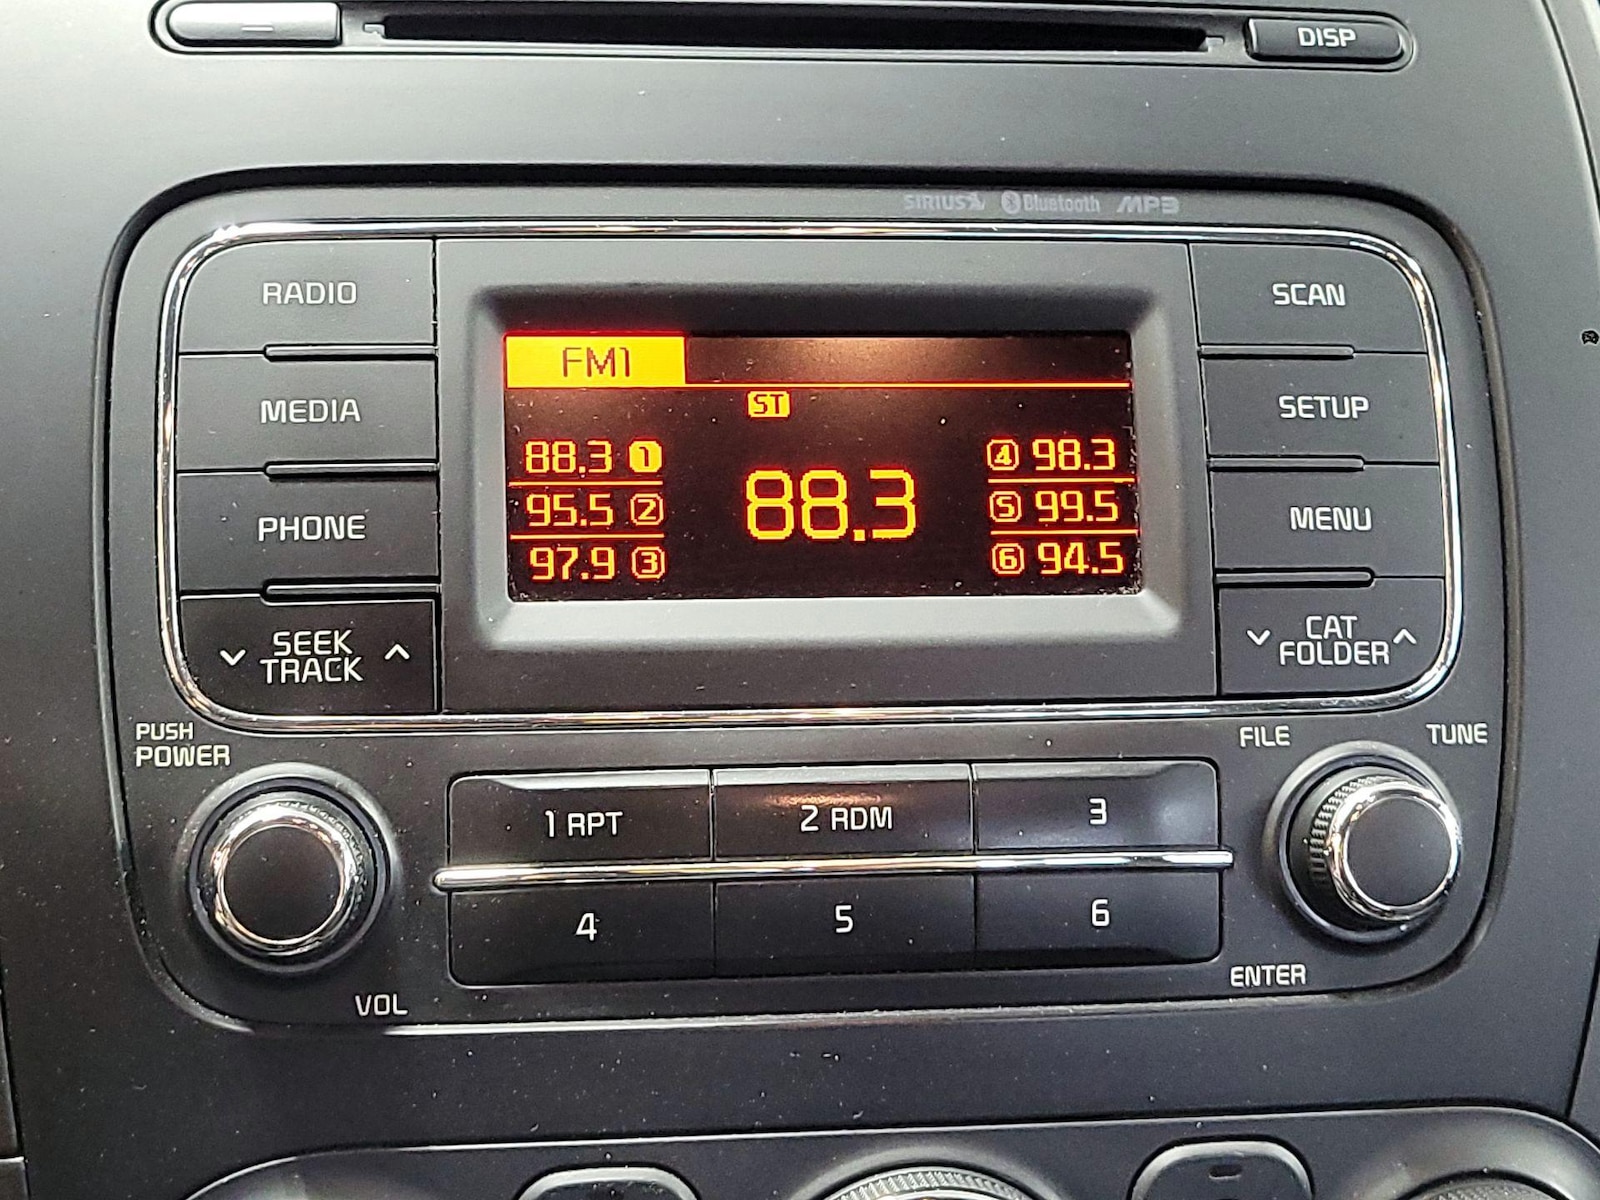 DISP
SIRIUS Bluetooth MP3
RADIO
MEDIA
PHONE
SEEK
TRACK
FM1
ST
88.3 1
95.5 2
97.9 3
88.3
4 98.3
5 99.5
6 94.5
SCAN
SETUP
MENU
CAT
FOLDER
PUSH
POWER
VOL
1 RPT
2 RDM
3
4
5
6
FILE
TUNE
ENTER